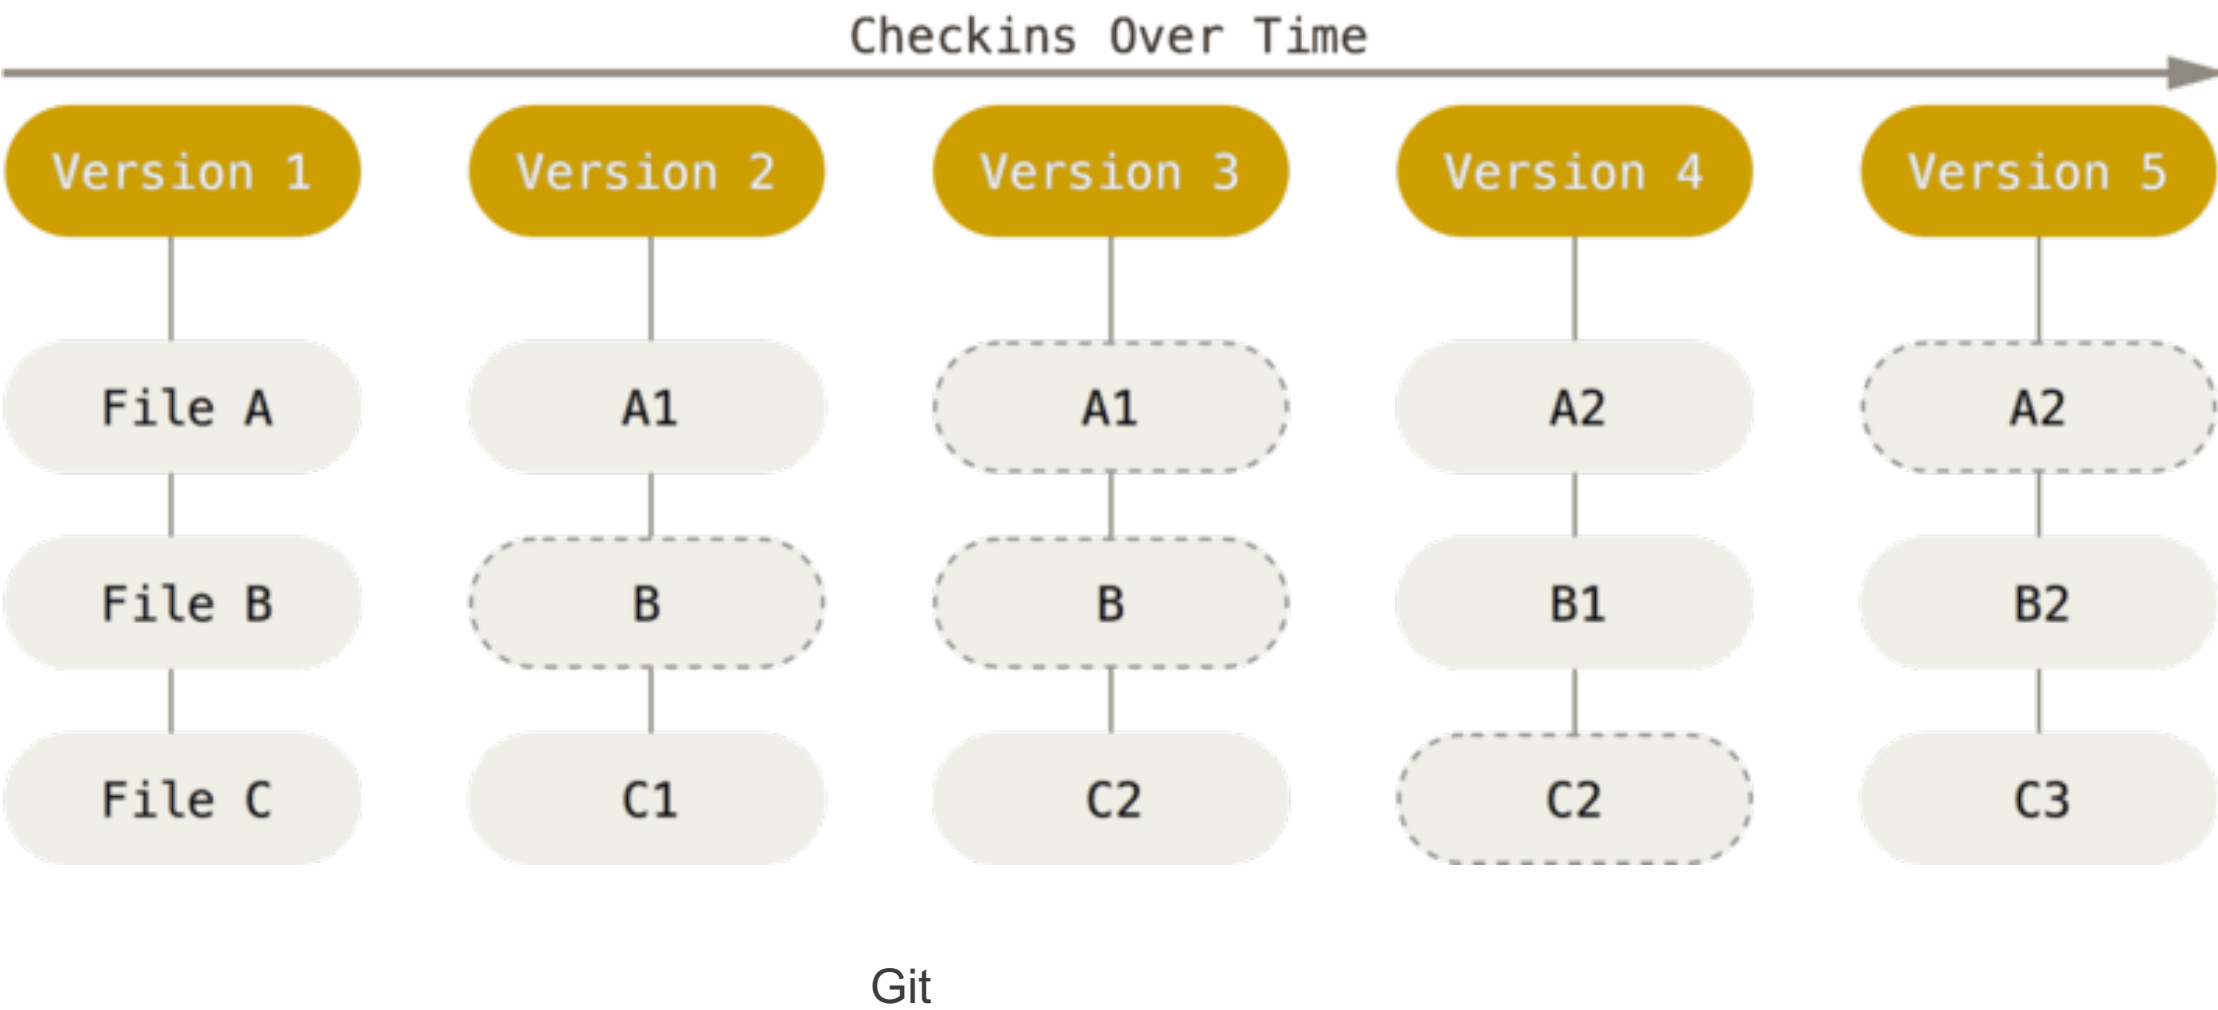 Checkins Over Time
Version 1 Version 2 Version 3 Version 4 Version 5
File A A1 A1 A2 A2
File B B B B1 B2
File C C1 C2 C2 C3
Git